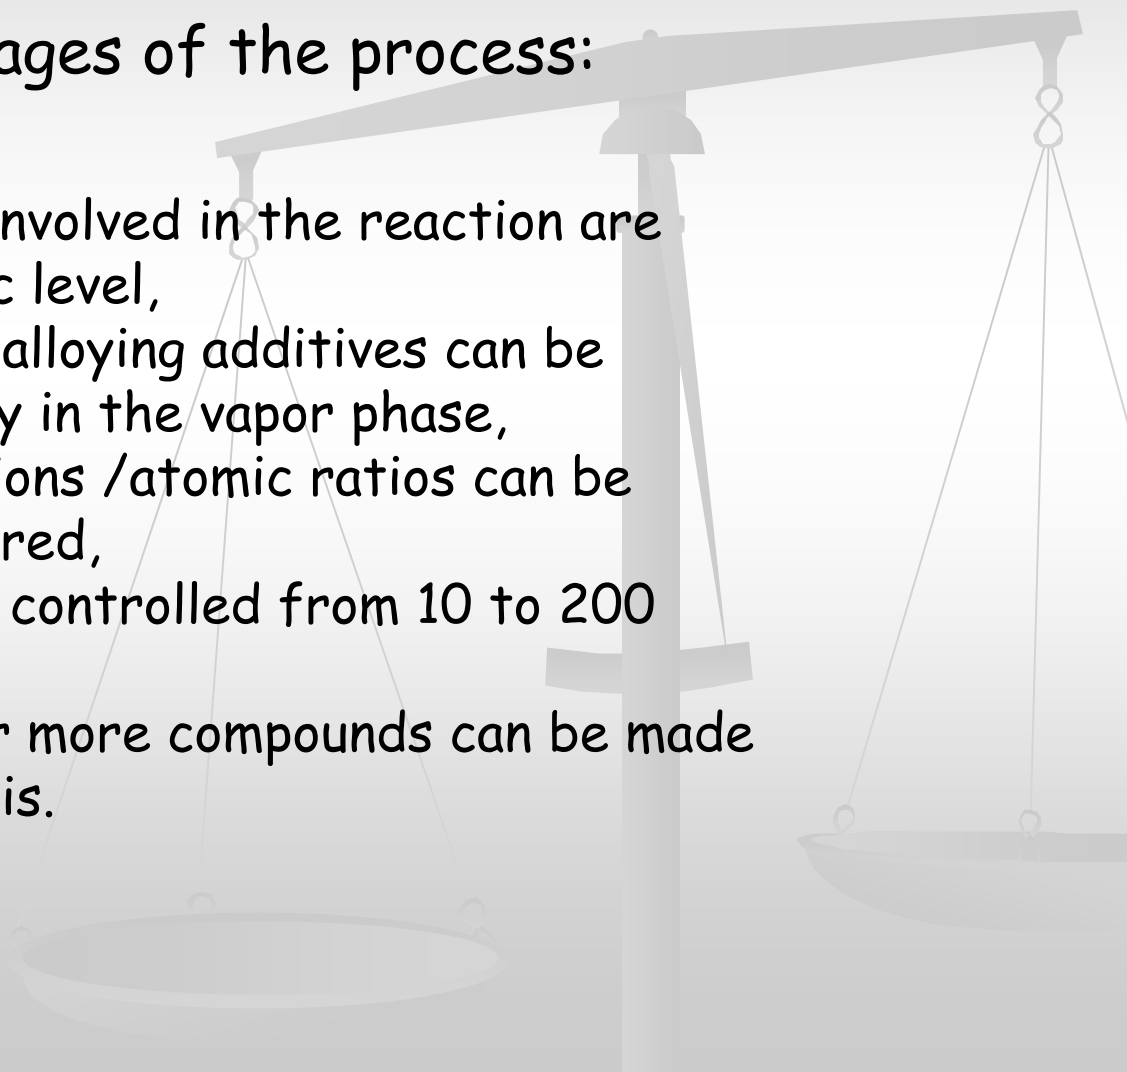 ages of the process:
nvolved in the reaction are
c level,
alloying additives can be
y in the vapor phase,
ions /atomic ratios can be
red,
controlled from 10 to 200
r more compounds can be made
is.